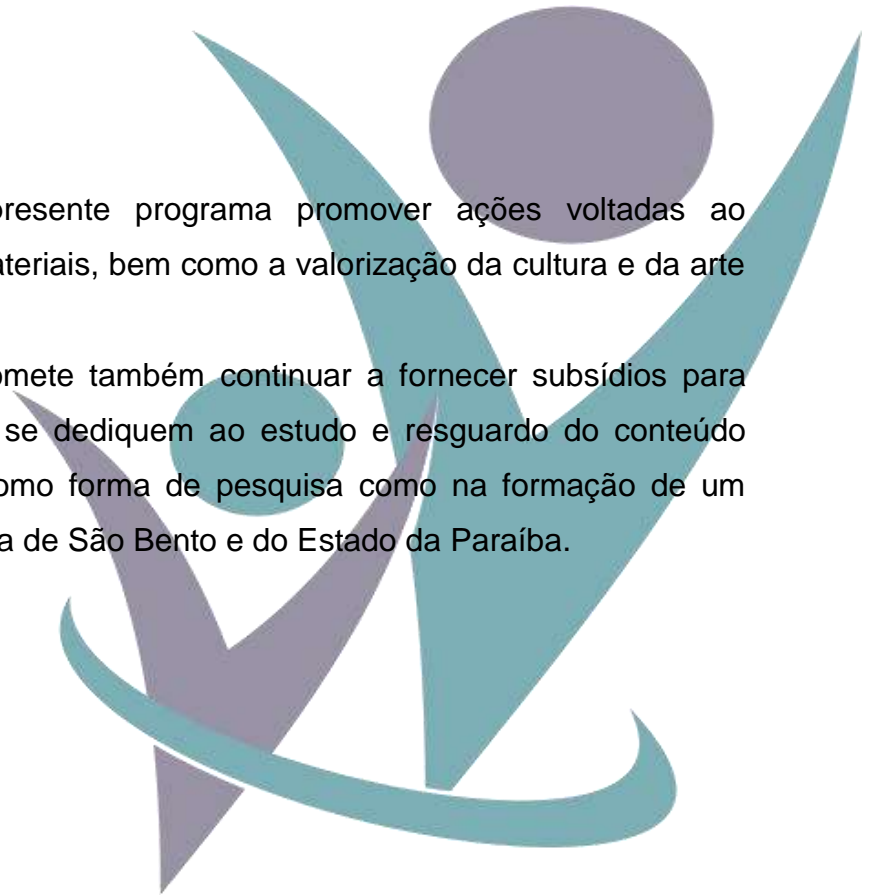 presente programa promover ações voltadas ao
ateriais, bem como a valorização da cultura e da arte
omete também continuar a fornecer subsídios para
se dediquem ao estudo e resguardo do conteúdo
omo forma de pesquisa como na formação de um
a de São Bento e do Estado da Paraíba.